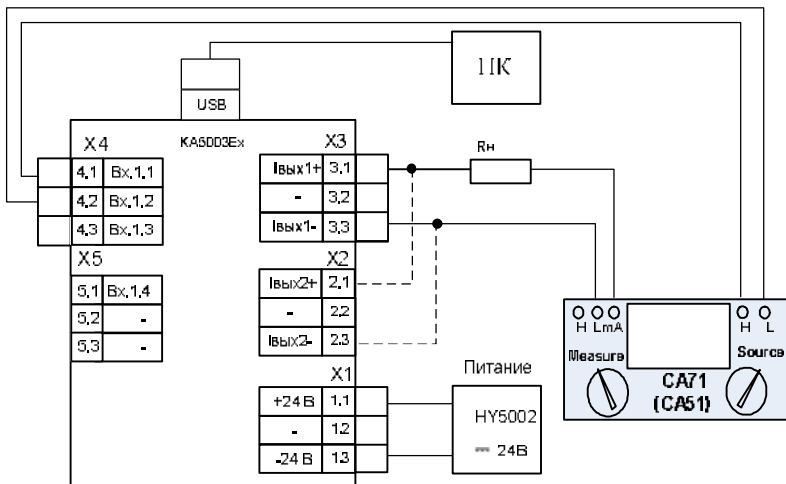 ПК
USB
КА5003Ех
X4
4.1 Вх.1.1
4.2 Вх.1.2
4.3 Вх.1.3
X5
5.1 Вх.1.4
5.2 -
5.3 -
X3
Iвых1+ 3.1
- 3.2
Iвых1- 3.3
X2
Iвых2+ 2.1
- 2.2
Iвых2- 2.3
X1
+24 В 1.1
- 1.2
-24 В 1.3
Rн
Питание
HY5002
24В
H L mA H L
Measure Source
CA71
(CA51)